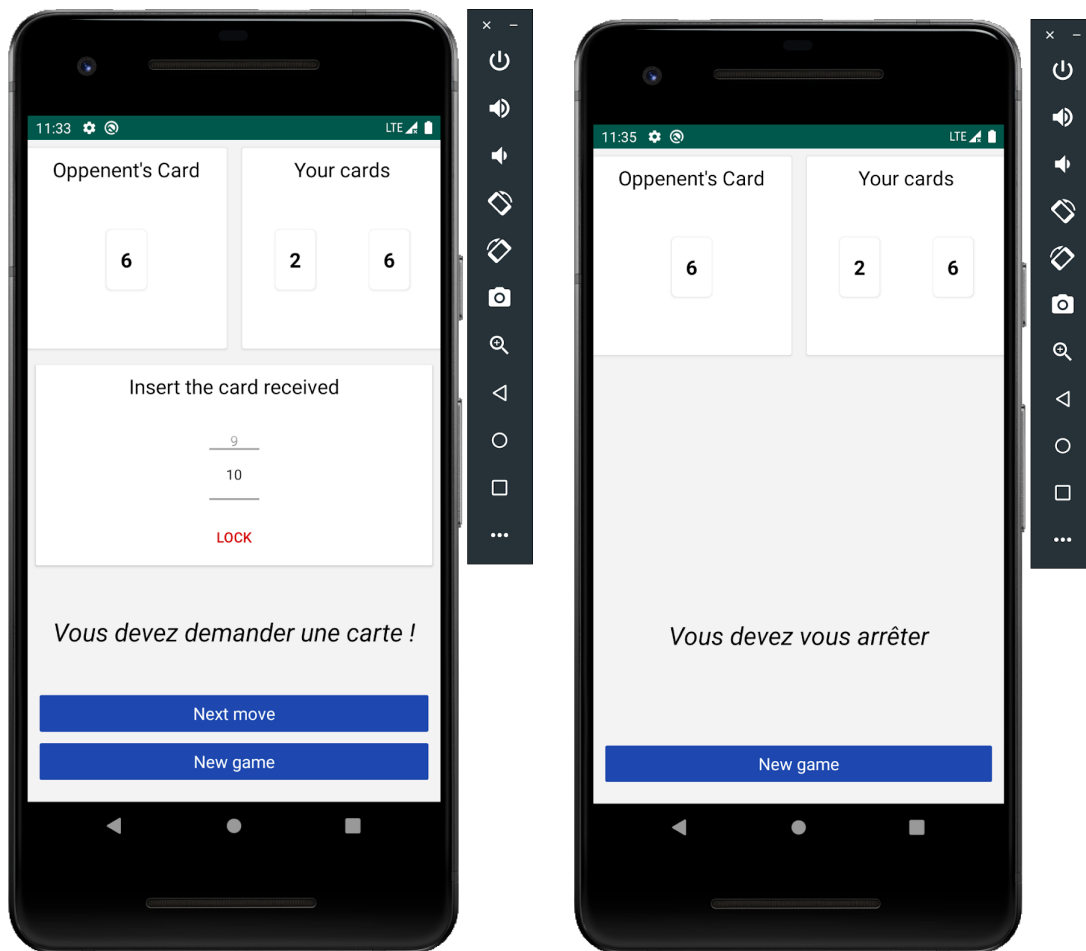 11:33 LTE
Oppenent's Card
Your cards
6
2 6
Insert the card received
9
10
LOCK
Vous devez demander une carte !
Next move
New game
11:35 LTE
Oppenent's Card
Your cards
6
2 6
Vous devez vous arrêter
New game